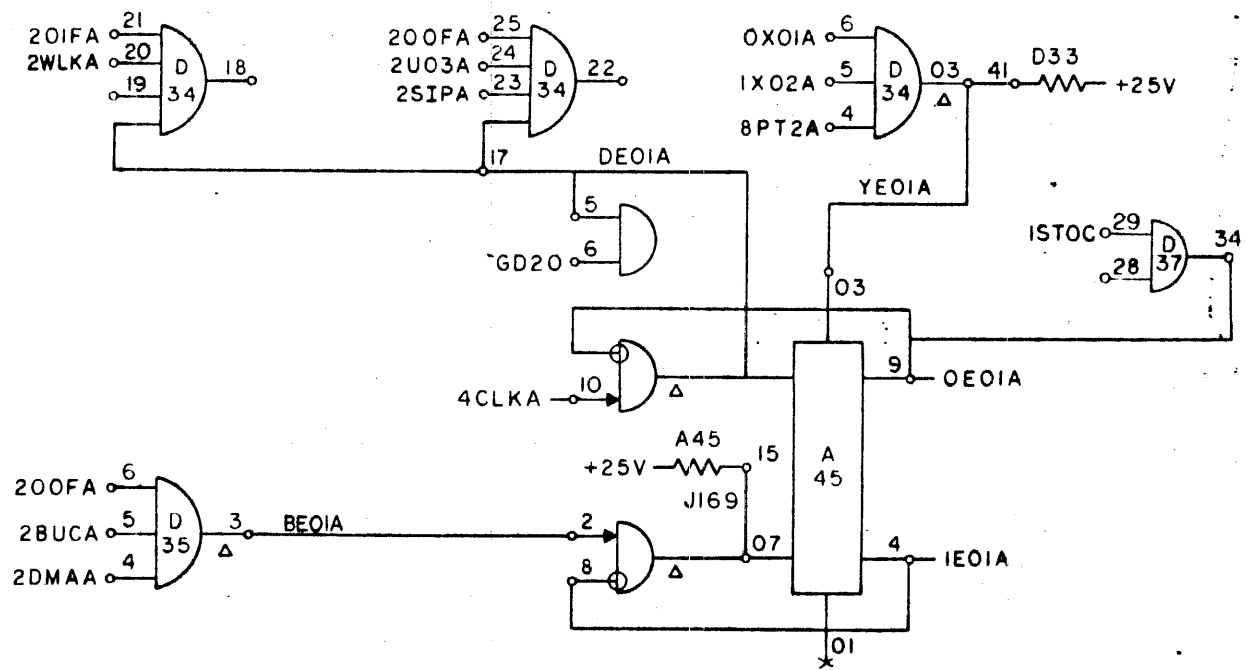 201FA 21
2WLKA 20
19
D
34
18
200FA 25
2U03A 24
2SIPA 23
D
34
22
0X01A 6
1X02A 5
8PT2A 4
D
34
03
Δ
41
D33
+25V
17
DE01A
YE01A
5
6
GD20
1STOC 29
28
D
37
34
03
4CLKA 10
Δ
9
0E01A
A
45
A45
+25V
15
J169
200FA 6
2BUCA 5
2DMAA 4
D
35
3
Δ
BE01A
2
8
Δ
07
4
1E01A
01